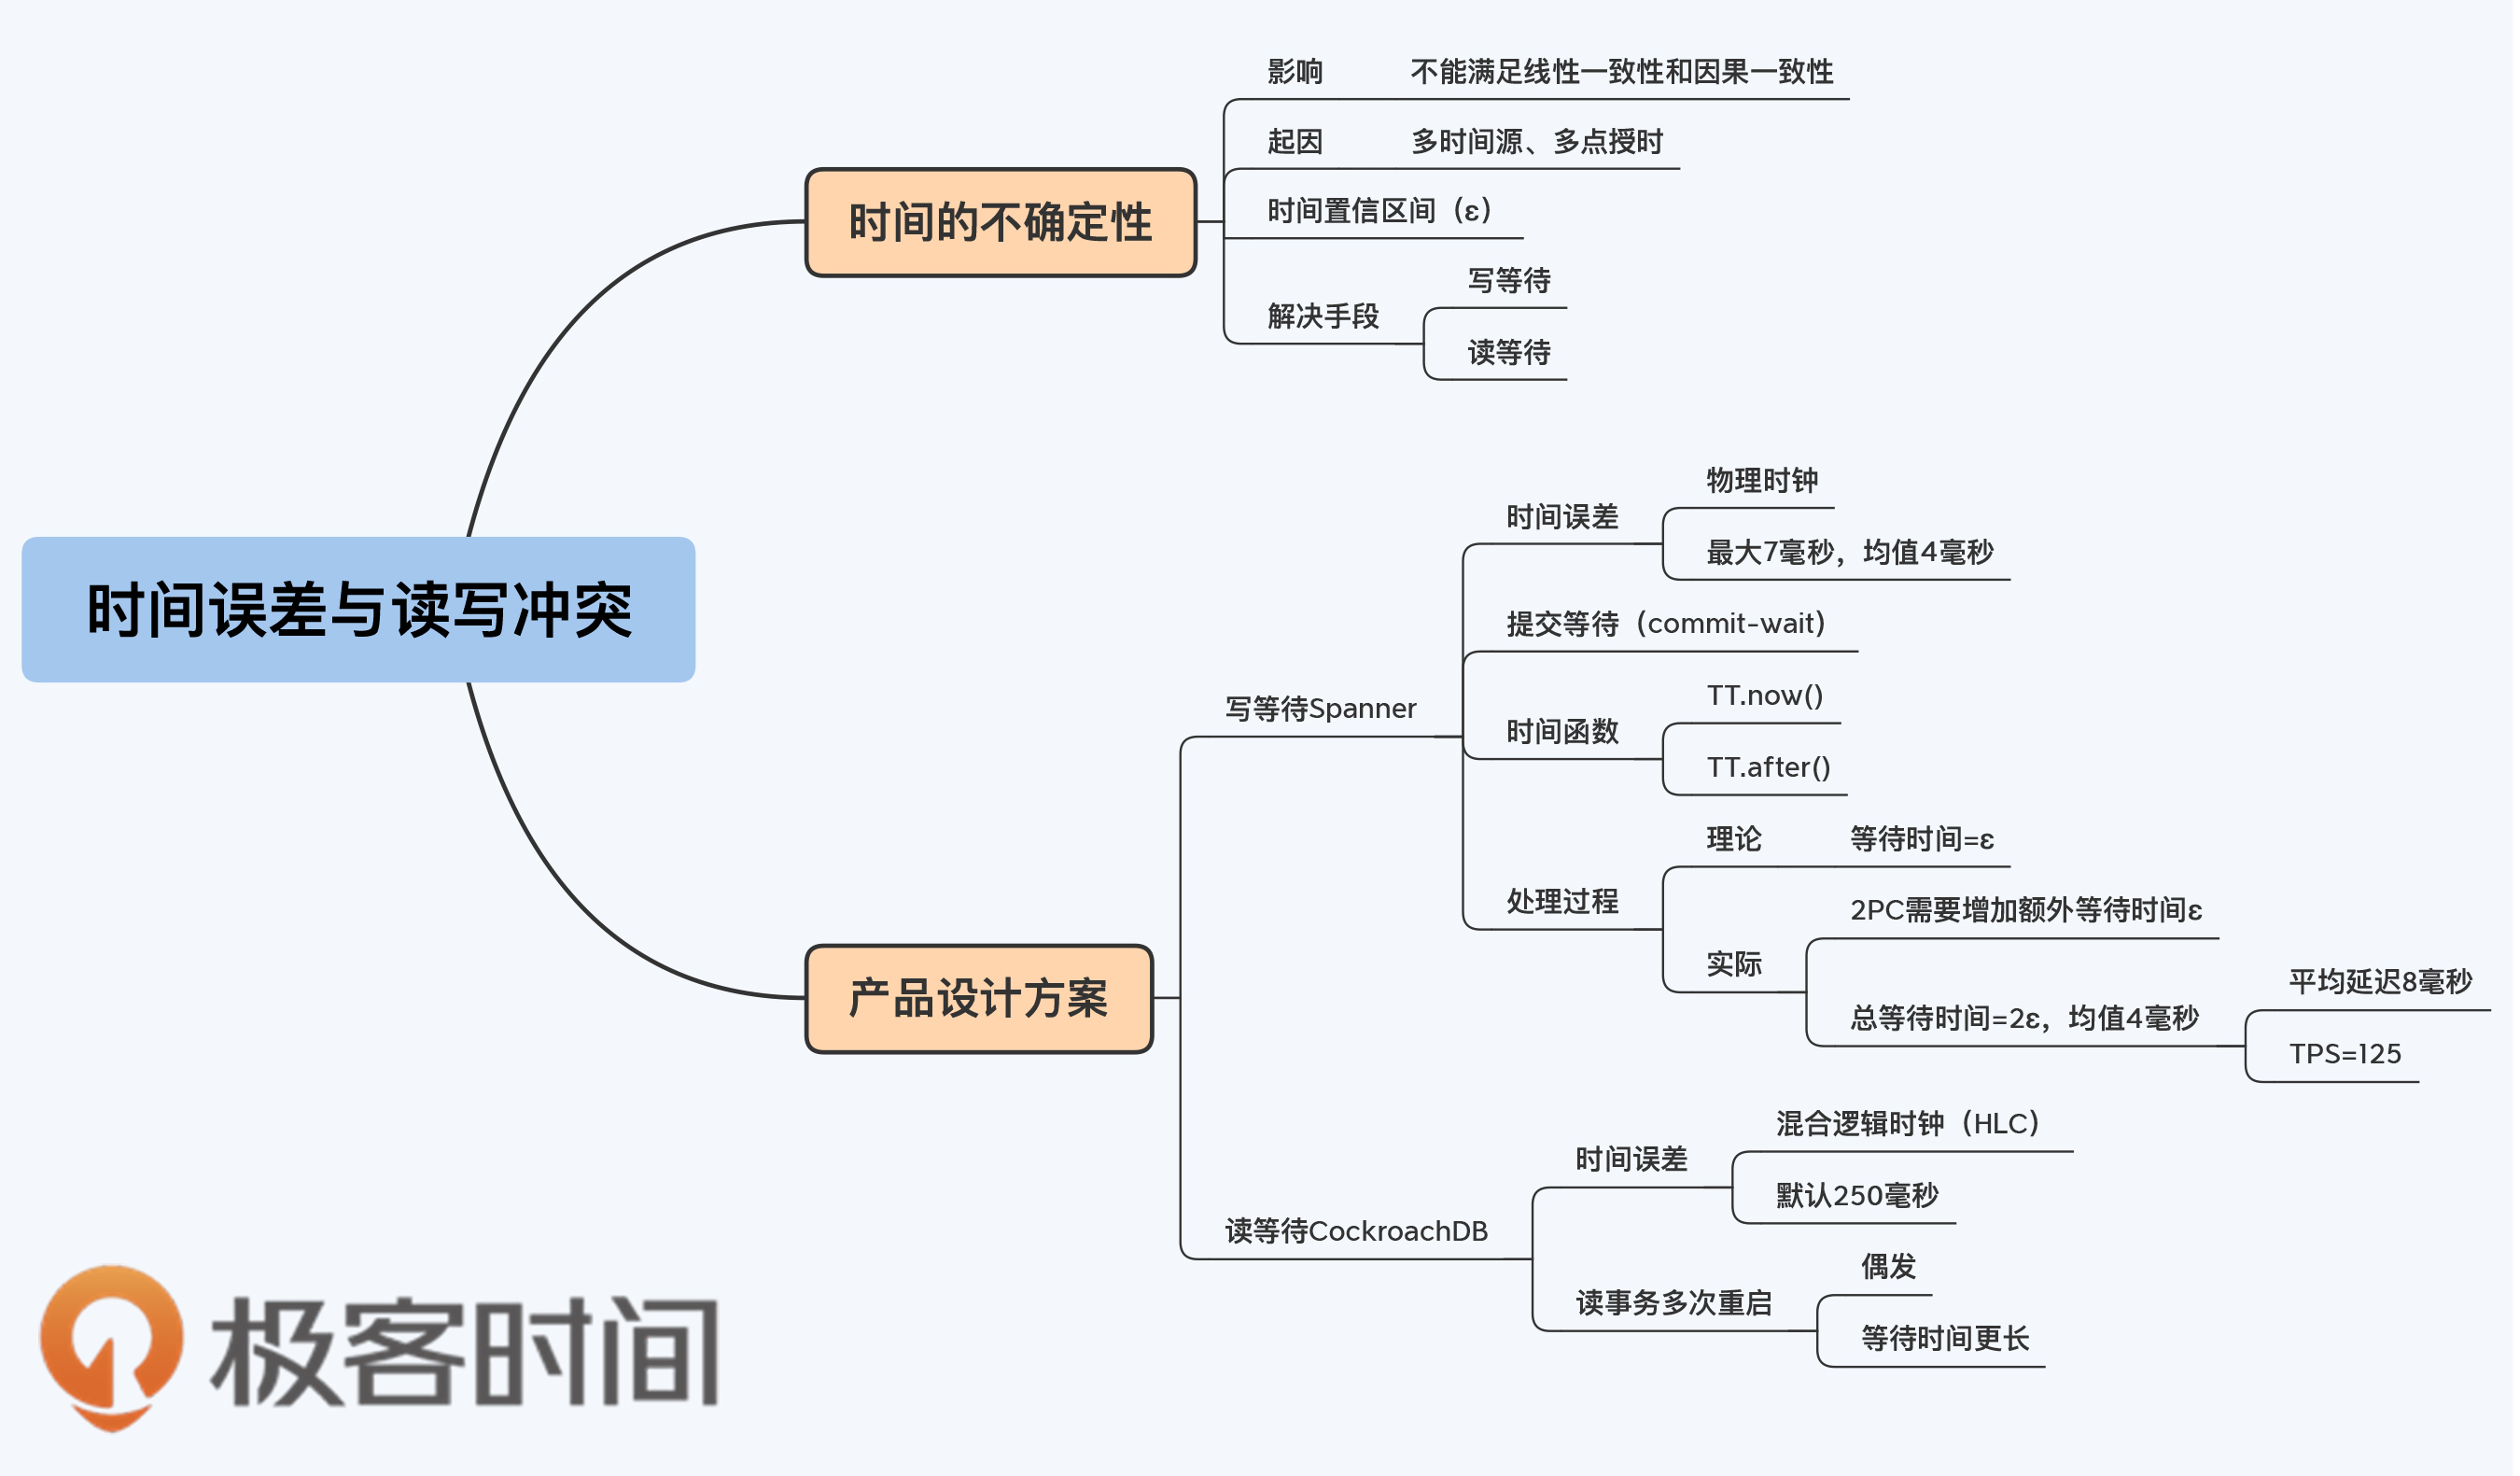 时间误差与读写冲突
时间的不确定性
影响
不能满足线性一致性和因果一致性
起因
多时间源、多点授时
时间置信区间（ε）
解决手段
写等待
读等待
产品设计方案
写等待Spanner
时间误差
物理时钟
最大7毫秒，均值4毫秒
提交等待（commit-wait）
时间函数
TT.now()
TT.after()
处理过程
理论
等待时间=ε
实际
2PC需要增加额外等待时间ε
总等待时间=2ε，均值4毫秒
平均延迟8毫秒
TPS=125
读等待CockroachDB
时间误差
混合逻辑时钟（HLC）
默认250毫秒
读事务多次重启
偶发
等待时间更长
极客时间